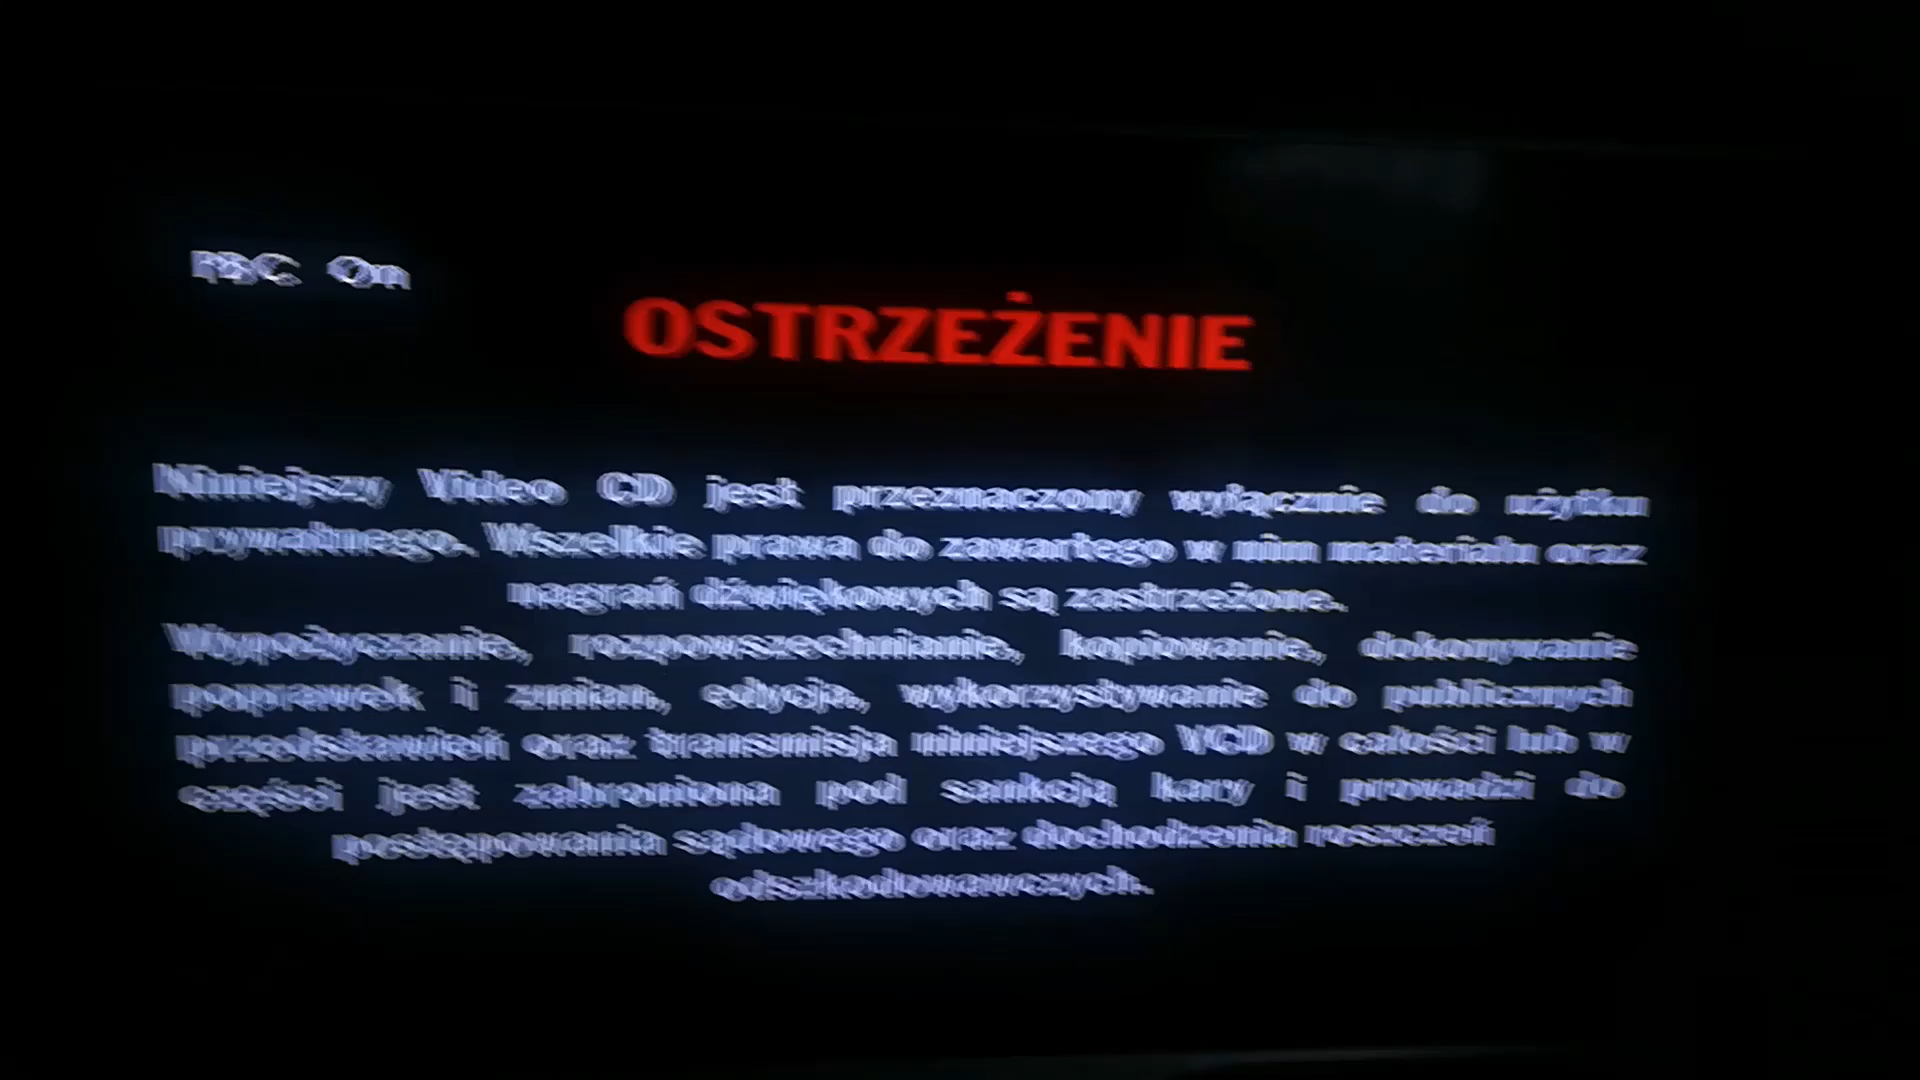 PBC On
OSTRZEŻENIE
Niniejszy Video CD jest przeznaczony wyłącznie do użytku
prywatnego. Wszelkie prawa do zawartego w nim materiału oraz
nagrań dźwiękowych są zastrzeżone.
Wypożyczanie, rozpowszechnianie, kopiowanie, dokonywanie
poprawek i zmian, edycja, wykorzystywanie do publicznych
przedstawień oraz transmisja niniejszego VCD w całości lub w
części jest zabroniona pod sankcją kary i prowadzi do
postępowania sądowego oraz dochodzenia roszczeń
odszkodowawczych.